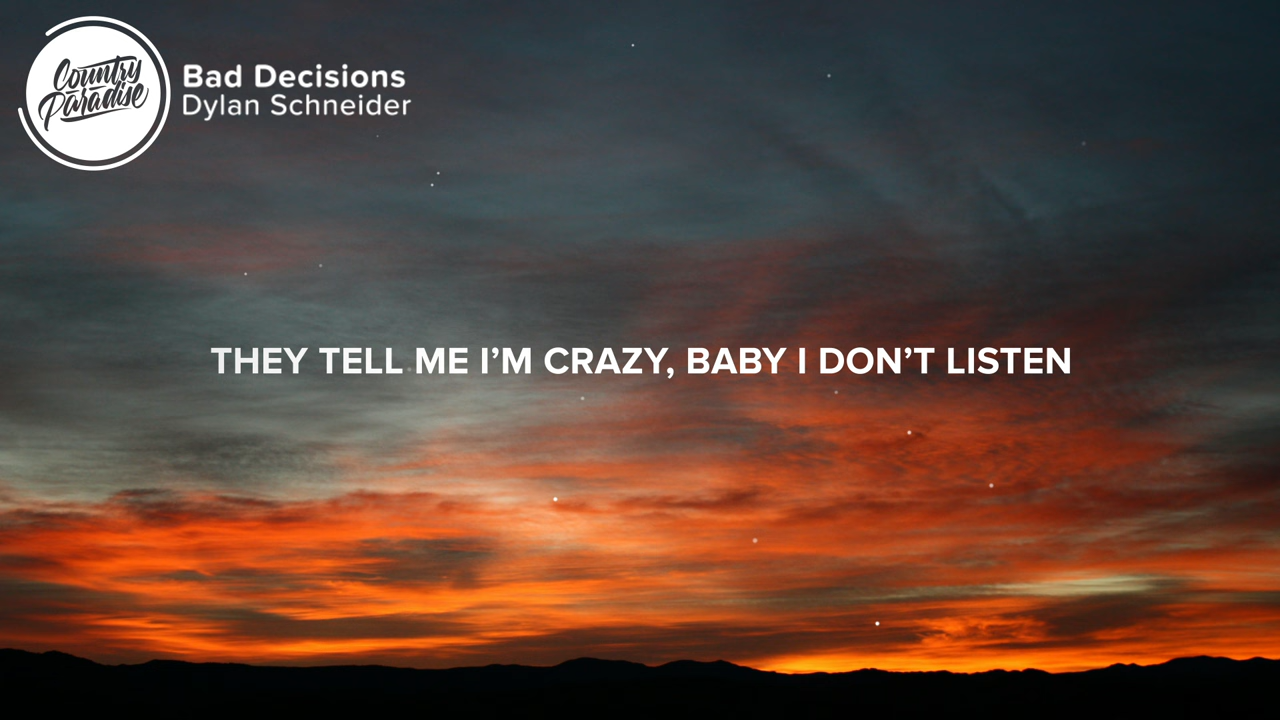 Country
Paradise
Bad Decisions
Dylan Schneider
THEY TELL ME I’M CRAZY, BABY I DON’T LISTEN